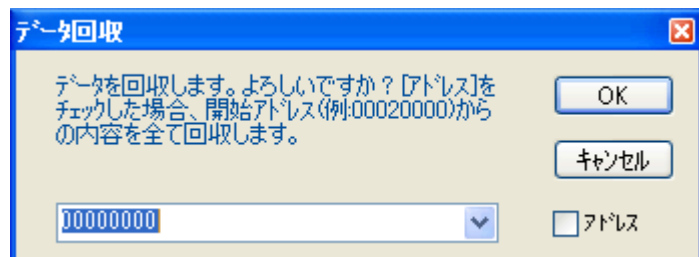 データ回収
データを回収します。よろしいですか？[アドレス]を
チェックした場合、開始アドレス(例:00020000)から
の内容を全て回収します。
OK
キャンセル
00000000
アドレス